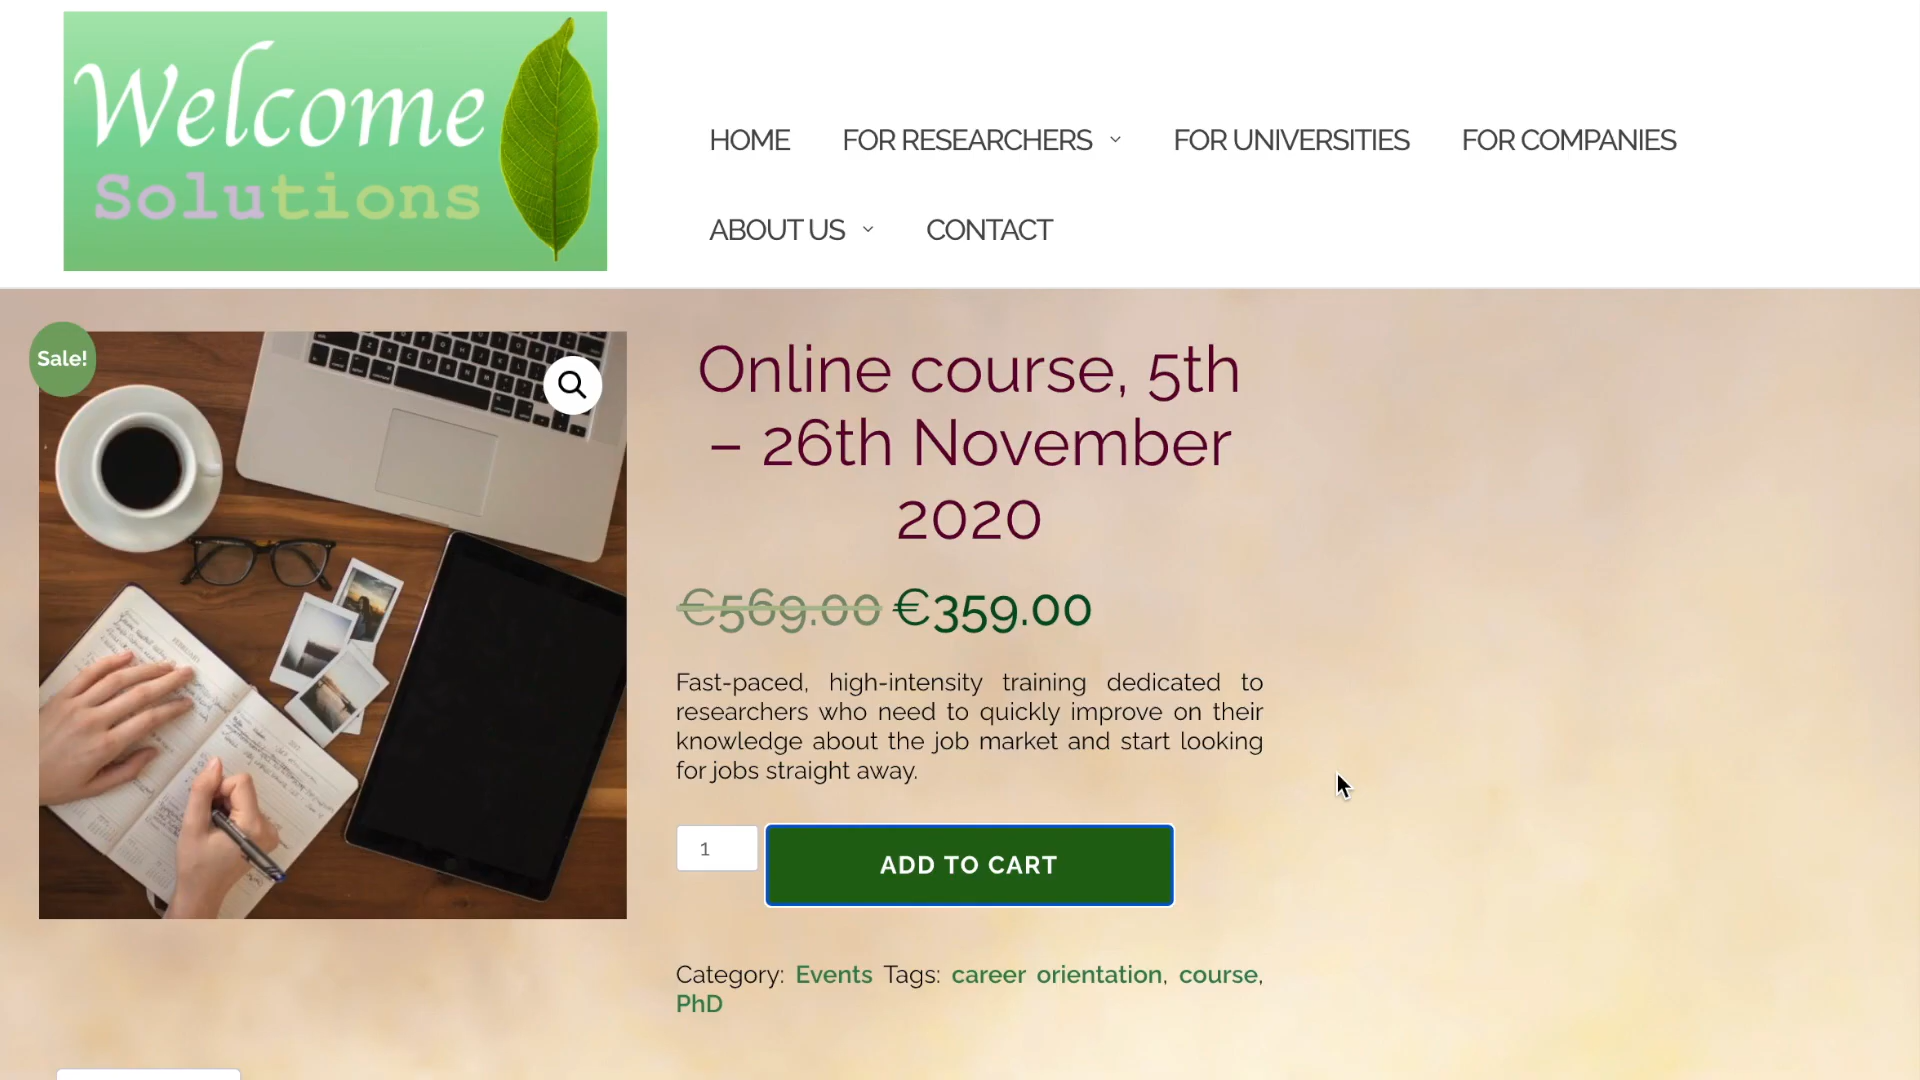 Welcome
Solutions
HOME
FOR RESEARCHERS
FOR UNIVERSITIES
FOR COMPANIES
ABOUT US
CONTACT
Sale!
Online course, 5th
– 26th November
2020
€569.00 €359.00
Fast-paced, high-intensity training dedicated to
researchers who need to quickly improve on their
knowledge about the job market and start looking
for jobs straight away.
1
ADD TO CART
Category: Events Tags: career orientation, course,
PhD